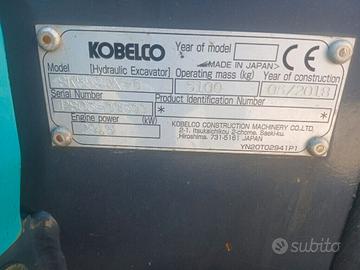 KOBELCO
Year of model
CE
MADE IN JAPAN
Model [Hydraulic Excavator] Operating mass (kg) Year of construction
5100 06/2018
Serial Number Product Identification Number
* *
Engine power (kW)
KOBELCO CONSTRUCTION MACHINERY CO.,LTD.
2-1, Itsukaichikou 2-chome, Saeki-ku,
Hiroshima, 731-5161 JAPAN
YN20T02941P1
subito